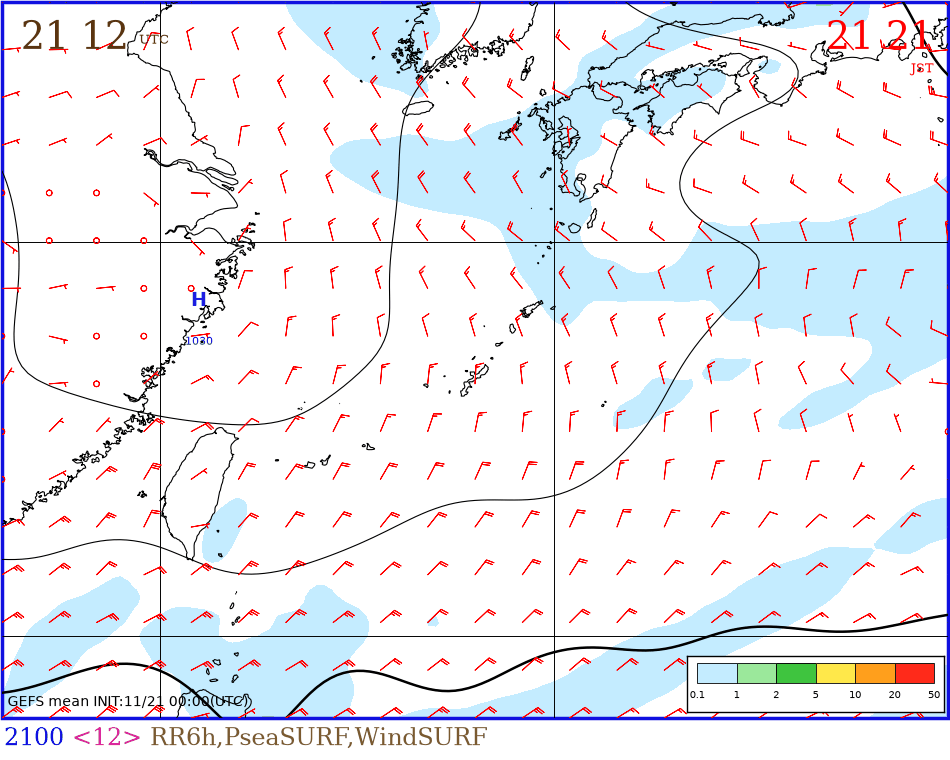 21 12 UTC 21 21
JST
H
1030
0.1 1 2 5 10 20 50
GEFS mean INIT:11/21 00:00(UTC)
2100 <12> RR6h,PseaSURF,WindSURF